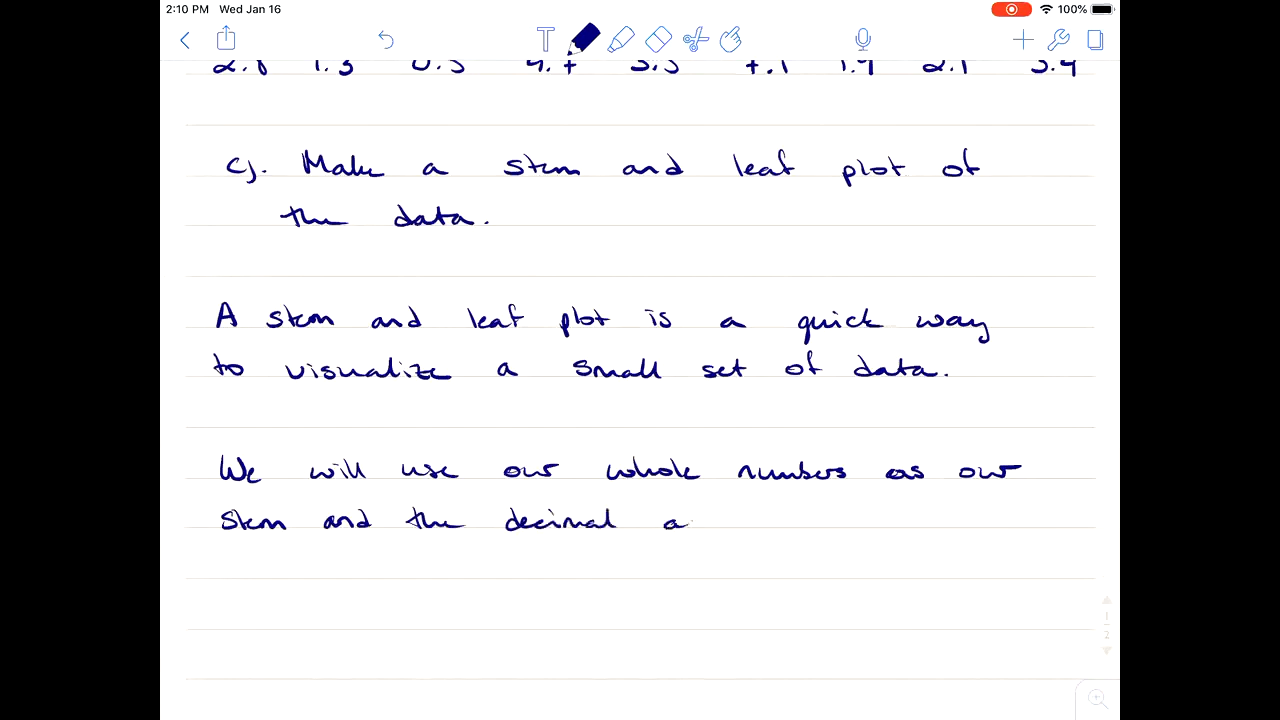 2:10 PM Wed Jan 16 100%
T
c). Make a stem and leaf plot of
the data.
A stem and leaf plot is a quick way
to visualize a small set of data.
We will use our whole numbers as our
stem and the decimal a
1
2